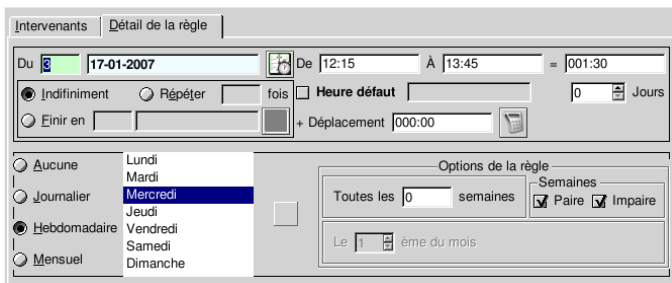 Intervenants Détail de la règle
Du 3 17-01-2007 De 12:15 À 13:45 = 001:30
Indifiniment Répéter fois Heure défaut 0 Jours
Finir en + Déplacement 000:00
Aucune
Journalier
Hebdomadaire
Mensuel
Lundi
Mardi
Mercredi
Jeudi
Vendredi
Samedi
Dimanche
Options de la règle
Toutes les 0 semaines
Semaines
Paire Impaire
Le 1 ème du mois